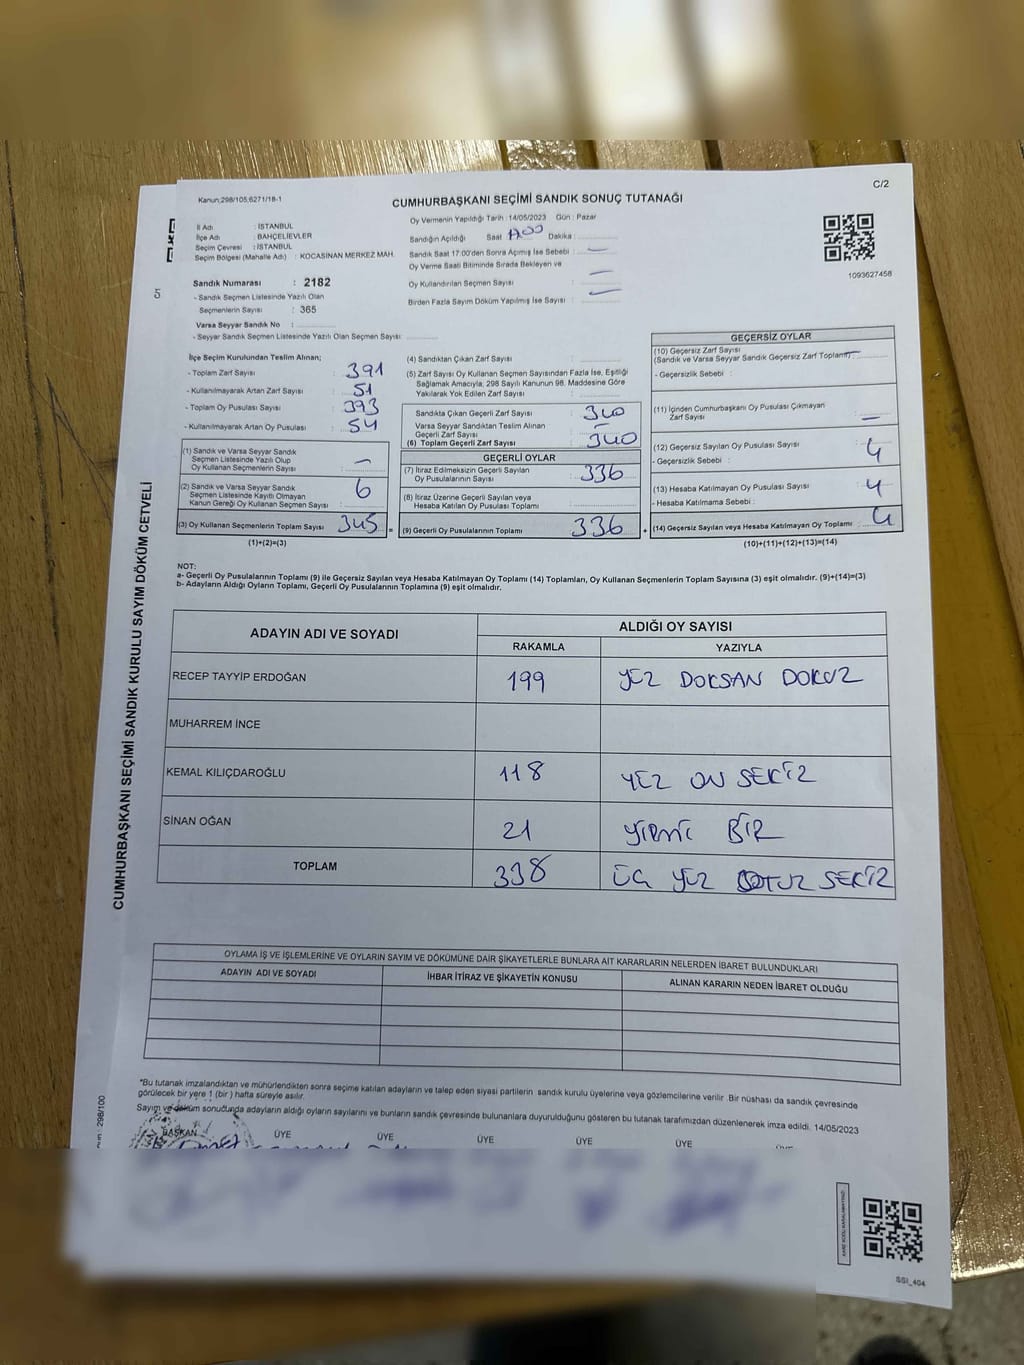 C/2
Kanun;298/105;6271/18-1
CUMHURBAŞKANI SEÇİMİ SANDIK SONUÇ TUTANAĞI
İl Adı : İSTANBUL
İlçe Adı : BAHÇELİEVLER
Seçim Çevresi : İSTANBUL
Seçim Bölgesi (Mahalle Adı) : KOCASİNAN MERKEZ MAH.
Oy Vermenin Yapıldığı Tarih : 14/05/2023 Gün : Pazar
Sandığın Açıldığı Saat : 17:00 Dakika :
Sandık Saat 17:00'den Sonra Açılmış İse Sebebi : —
Oy Verme Saati Bitiminde Sırada Bekleyen ve
Oy Kullandırılan Seçmen Sayısı : —
Birden Fazla Sayım Döküm Yapılmış İse Sayısı : —
1093627456
5
Sandık Numarası : 2182
- Sandık Seçmen Listesinde Yazılı Olan
Seçmenlerin Sayısı : 365
Varsa Seyyar Sandık No :
- Seyyar Sandık Seçmen Listesinde Yazılı Olan Seçmen Sayısı:
İlçe Seçim Kurulundan Teslim Alınan;
- Toplam Zarf Sayısı : 391
- Kullanılmayarak Artan Zarf Sayısı : 51
- Toplam Oy Pusulası Sayısı : 393
- Kullanılmayarak Artan Oy Pusulası : 54
(1) Sandık ve Varsa Seyyar Sandık
Seçmen Listesinde Yazılı Olup
Oy Kullanan Seçmenlerin Sayısı : —
(2) Sandık ve Varsa Seyyar Sandık
Seçmen Listesinde Kayıtlı Olmayan
Kanun Gereği Oy Kullanan Seçmen Sayısı : 6
(3) Oy Kullanan Seçmenlerin Toplam Sayısı : 345
(1)+(2)=(3)
(4) Sandıktan Çıkan Zarf Sayısı :
(5) Zarf Sayısı Oy Kullanan Seçmen Sayısından Fazla İse, Eşitliği
Sağlamak Amacıyla, 298 Sayılı Kanunun 98. Maddesine Göre
Yakılarak Yok Edilen Zarf Sayısı :
Sandıkta Çıkan Geçerli Zarf Sayısı : 340
Varsa Seyyar Sandıktan Teslim Alınan
Geçerli Zarf Sayısı : —
(6) Toplam Geçerli Zarf Sayısı : 340
GEÇERLİ OYLAR
(7) İtiraz Edilmeksizin Geçerli Sayılan
Oy Pusulalarının Sayısı : 336
(8) İtiraz Üzerine Geçerli Sayılan veya
Hesaba Katılan Oy Pusulası Toplamı :
(9) Geçerli Oy Pusulalarının Toplamı 336
GEÇERSİZ OYLAR
(10) Geçersiz Zarf Sayısı
(Sandık ve Varsa Seyyar Sandık Geçersiz Zarf Toplamı) —
- Geçersizlik Sebebi :
(11) İçinden Cumhurbaşkanı Oy Pusulası Çıkmayan
Zarf Sayısı : —
(12) Geçersiz Sayılan Oy Pusulası Sayısı : 4
- Geçersizlik Sebebi :
(13) Hesaba Katılmayan Oy Pusulası Sayısı : 4
- Hesaba Katılmama Sebebi :
(14) Geçersiz Sayılan veya Hesaba Katılmayan Oy Toplamı : 4
(10)+(11)+(12)+(13)=(14)
NOT:
a- Geçerli Oy Pusulalarının Toplamı (9) ile Geçersiz Sayılan veya Hesaba Katılmayan Oy Toplamı (14) Toplamları, Oy Kullanan Seçmenlerin Toplam Sayısına (3) eşit olmalıdır. (9)+(14)=(3)
b- Adayların Aldığı Oyların Toplamı, Geçerli Oy Pusulalarının Toplamına (9) eşit olmalıdır.
CUMHURBAŞKANI SEÇİMİ SANDIK KURULU SAYIM DÖKÜM CETVELİ
ADAYIN ADI VE SOYADI ALDIĞI OY SAYISI
RAKAMLA YAZIYLA
RECEP TAYYİP ERDOĞAN 199 YÜZ DOKSAN DOKUZ
MUHARREM İNCE
KEMAL KILIÇDAROĞLU 118 YÜZ ON SEKİZ
SİNAN OĞAN 21 YİRMİ BİR
TOPLAM 338 ÜÇ YÜZ OTUZ SEKİZ
OYLAMA İŞ VE İŞLEMLERİNE VE OYLARIN SAYIM VE DÖKÜMÜNE DAİR ŞİKAYETLERLE BUNLARA AİT KARARLARIN NELERDEN İBARET BULUNDUKLARI
ADAYIN ADI VE SOYADI İHBAR İTİRAZ VE ŞİKAYETİN KONUSU ALINAN KARARIN NEDEN İBARET OLDUĞU
*Bu tutanak imzalandıktan ve mühürlendikten sonra seçime katılan adayların ve talep eden siyasi partilerin sandık kurulu üyelerine veya gözlemcilerine verilir .Bir nüshası da sandık çevresinde
görülecek bir yere 1 (bir ) hafta süreyle asılır.
Sayım ve döküm sonucunda adayların aldığı oyların sayılarını ve bunların sandık çevresinde bulunanlara duyurulduğunu gösteren bu tutanak tarafımızdan düzenlenerek imza edildi. 14/05/2023
BAŞKAN ÜYE ÜYE ÜYE ÜYE ÜYE
298/100
SSI_404